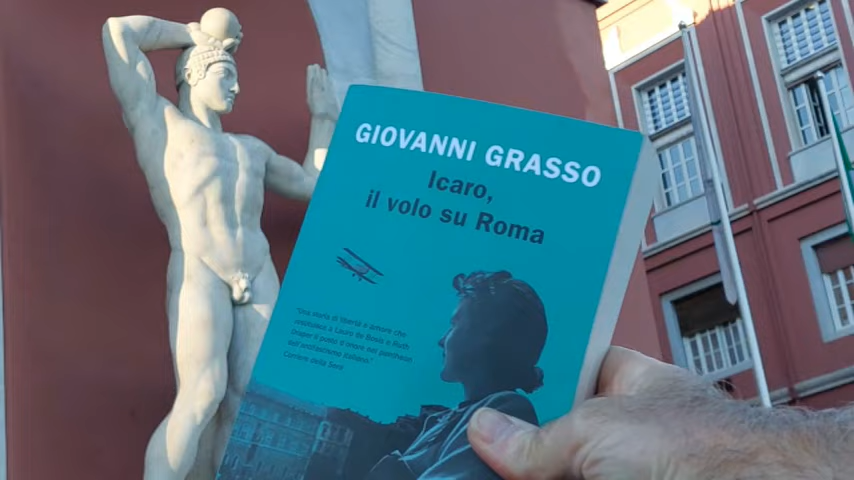 GIOVANNI GRASSO
Icaro,
il volo su Roma
"Una storia di libertà e amore che
restituisce a Lauro de Bosis e Ruth
Draper il posto d'onore nel pantheon
dell'antifascismo italiano."
Corriere della Sera